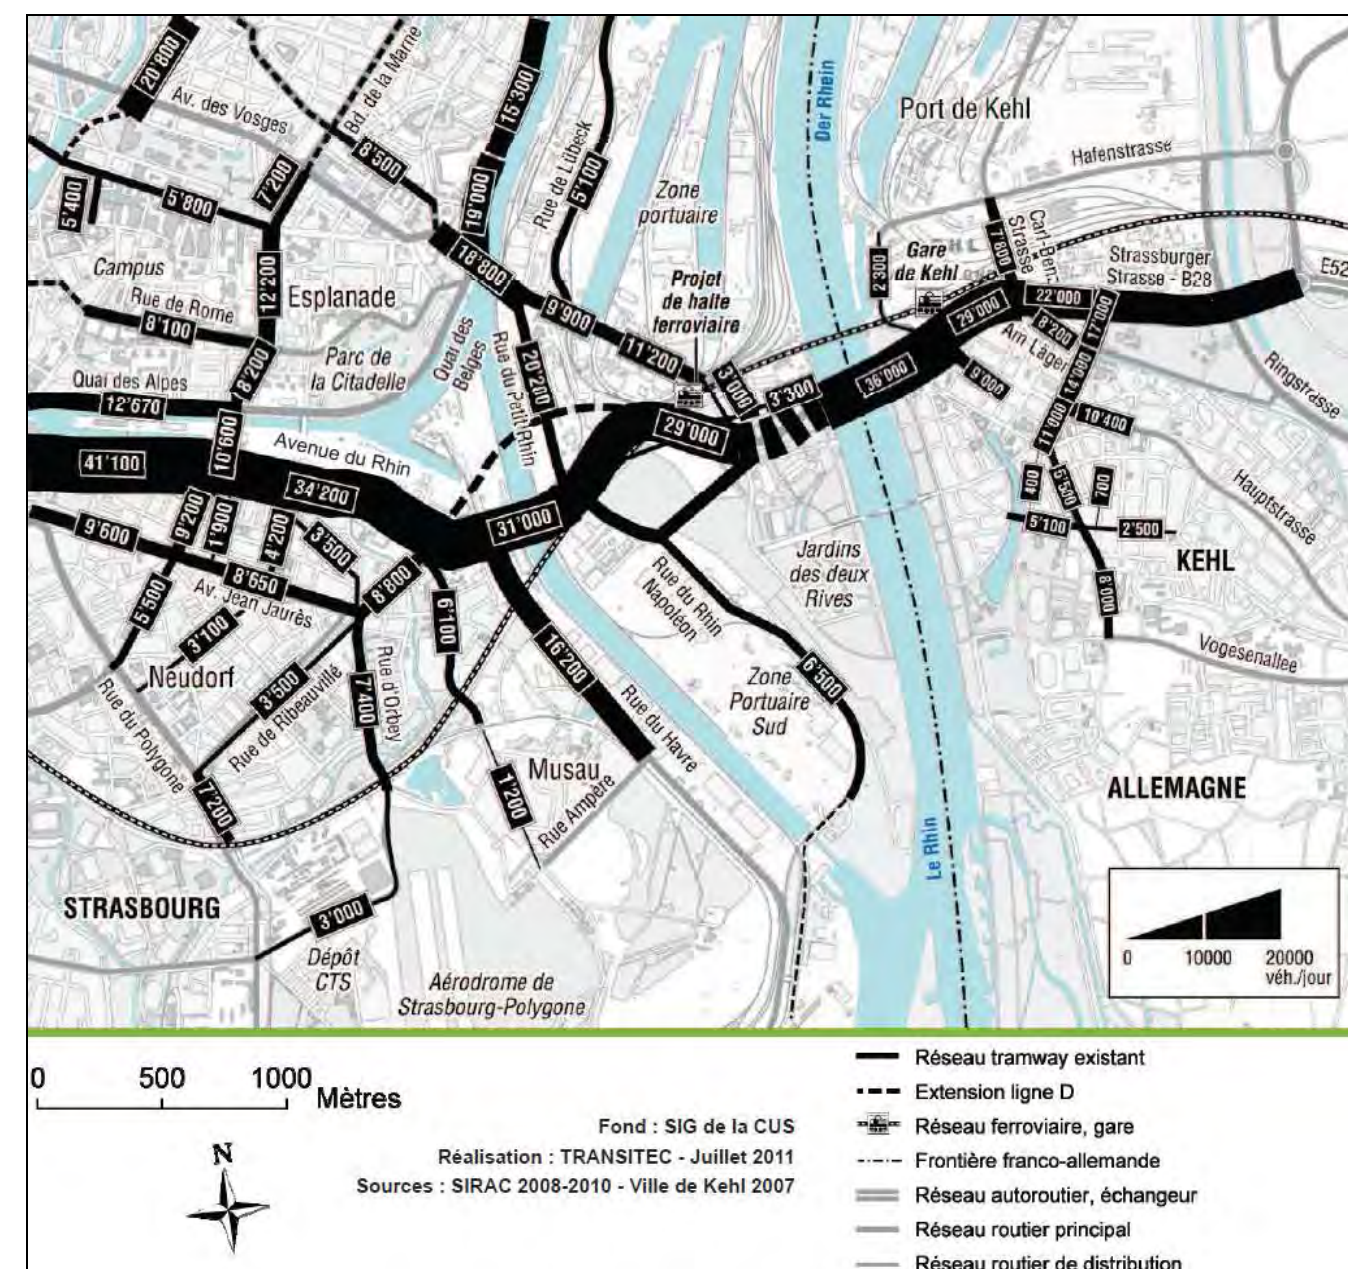 20'800
Av. des Vosges
Bd. de la Marne
8'500
15'300
19'000
Rue de Lübeck
5'100
Zone
portuaire
Der Rhein
Port de Kehl
Hafenstrasse
5'400
5'800
7'200
18'800
Projet
de halte
ferroviaire
2'800
Gare
de Kehl
7'800
Strassburger
Strasse - B28
E52
Campus
Rue de Rome
8'100
12'200
Esplanade
9'900
11'200
29'000
22'000
17'000
8'200
Am Läger
Parc de
la Citadelle
Quai des
Belges
Rue du Petit Rhin
20'200
3'000
3'300
36'000
9'000
14'000
Ringstrasse
Quai des Alpes
12'670
8'200
10'600
Avenue du Rhin
29'000
11'000
10'400
41'100
34'200
31'000
400
5'500
700
Hauptstrasse
9'600
9'200
1'900
4'200
3'500
5'100
2'500
KEHL
8'650
Av. Jean Jaurès
8'800
6'100
Jardins
des deux
Rives
5'500
3'100
Rue du Rhin
Napoléon
Neudorf
16'200
6'500
Vogesenallee
3'500
Rue de Ribeauvillé
7'400
Rue d'Orbey
Rue du Havre
Zone
Portuaire
Sud
Rue du Polygone
7'200
1'200
Musau
Rue Ampère
ALLEMAGNE
Le Rhin
STRASBOURG
3'000
Dépôt
CTS
Aérodrome de
Strasbourg-Polygone
0 10000 20000
véh./jour
0 500 1000 Mètres
N
Fond : SIG de la CUS
Réalisation : TRANSITEC - Juillet 2011
Sources : SIRAC 2008-2010 - Ville de Kehl 2007
Réseau tramway existant
Extension ligne D
Réseau ferroviaire, gare
Frontière franco-allemande
Réseau autoroutier, échangeur
Réseau routier principal
Réseau routier de distribution